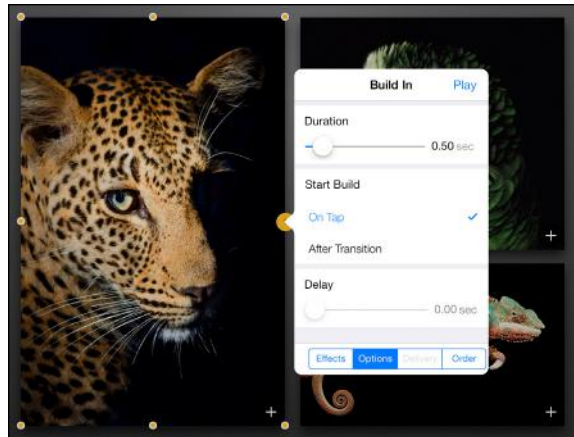 Build In Play
Duration
0.50 sec
Start Build
On Tap
After Transition
Delay
0.00 sec
Effects Options Delivery Order